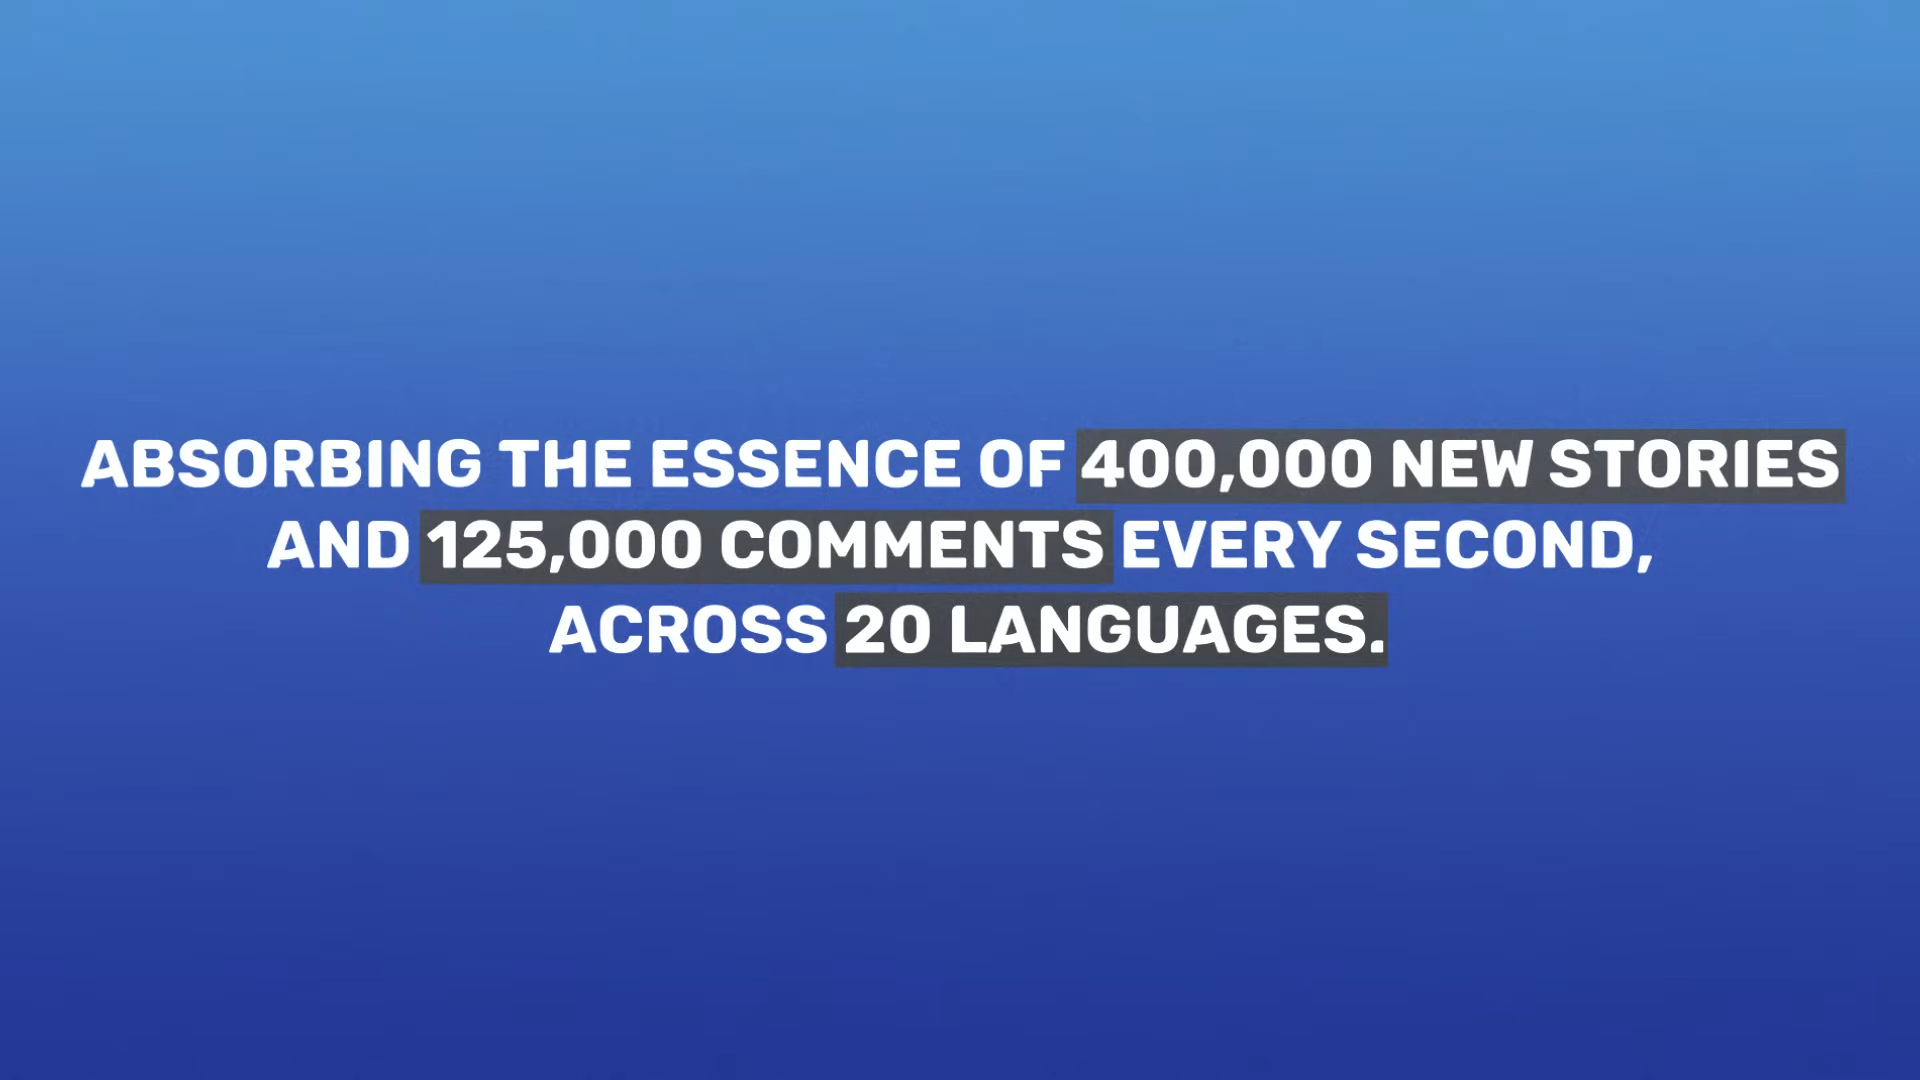 ABSORBING THE ESSENCE OF 400,000 NEW STORIES
AND 125,000 COMMENTS EVERY SECOND,
ACROSS 20 LANGUAGES.